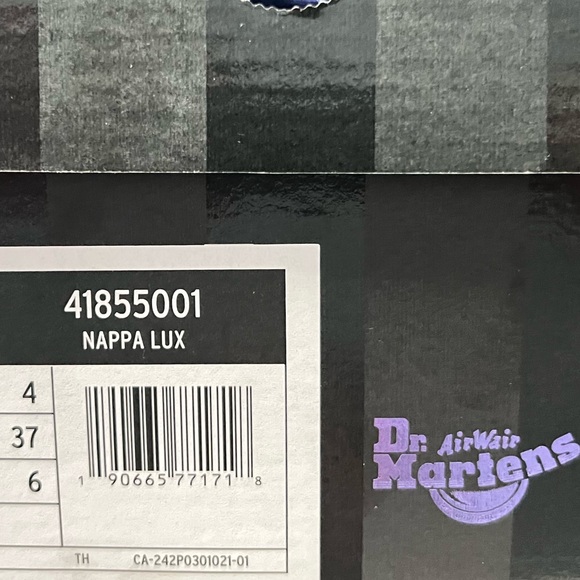 41855001
NAPPA LUX
4
37
6
1 90665 77171 8
TH CA-242P0301021-01
Dr. AirWair
Martens